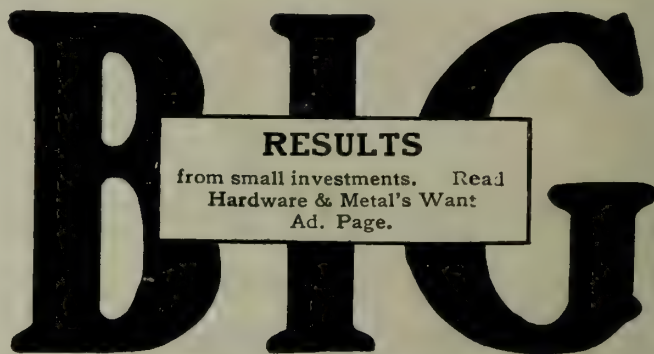 BIG
RESULTS
from small investments. Read
Hardware & Metal's Want
Ad. Page.